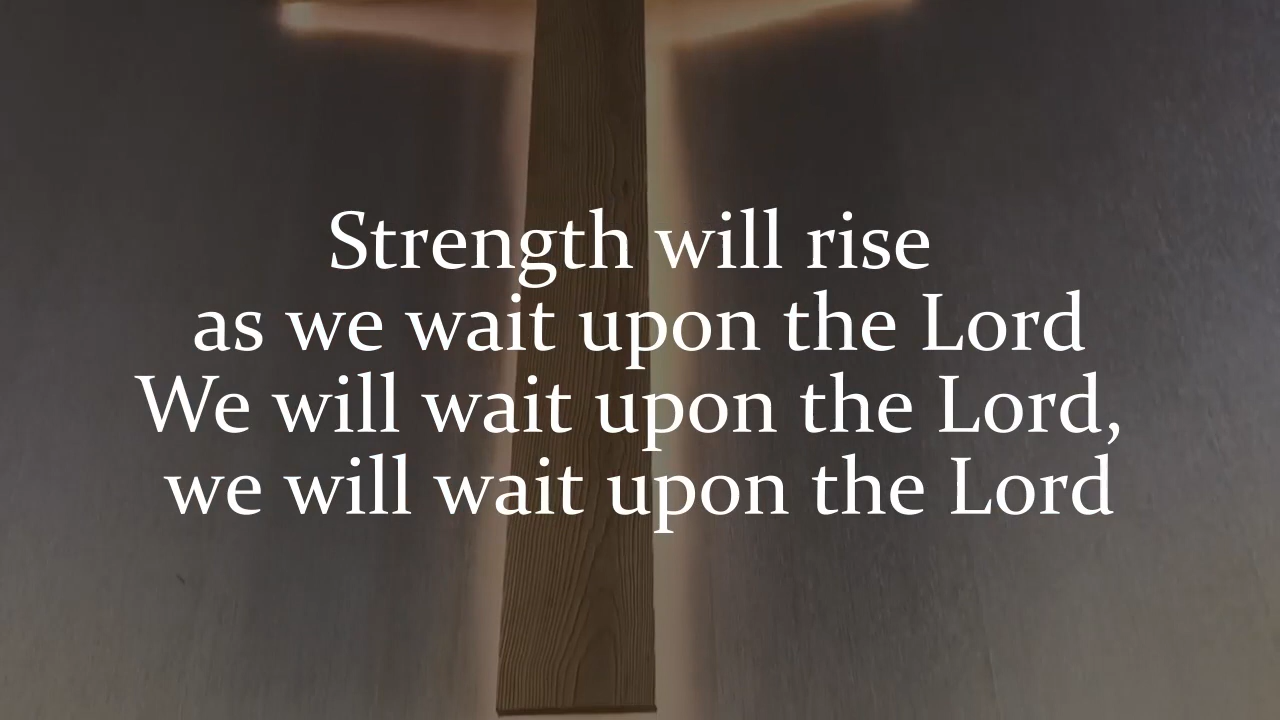 Strength will rise
as we wait upon the Lord
We will wait upon the Lord,
we will wait upon the Lord